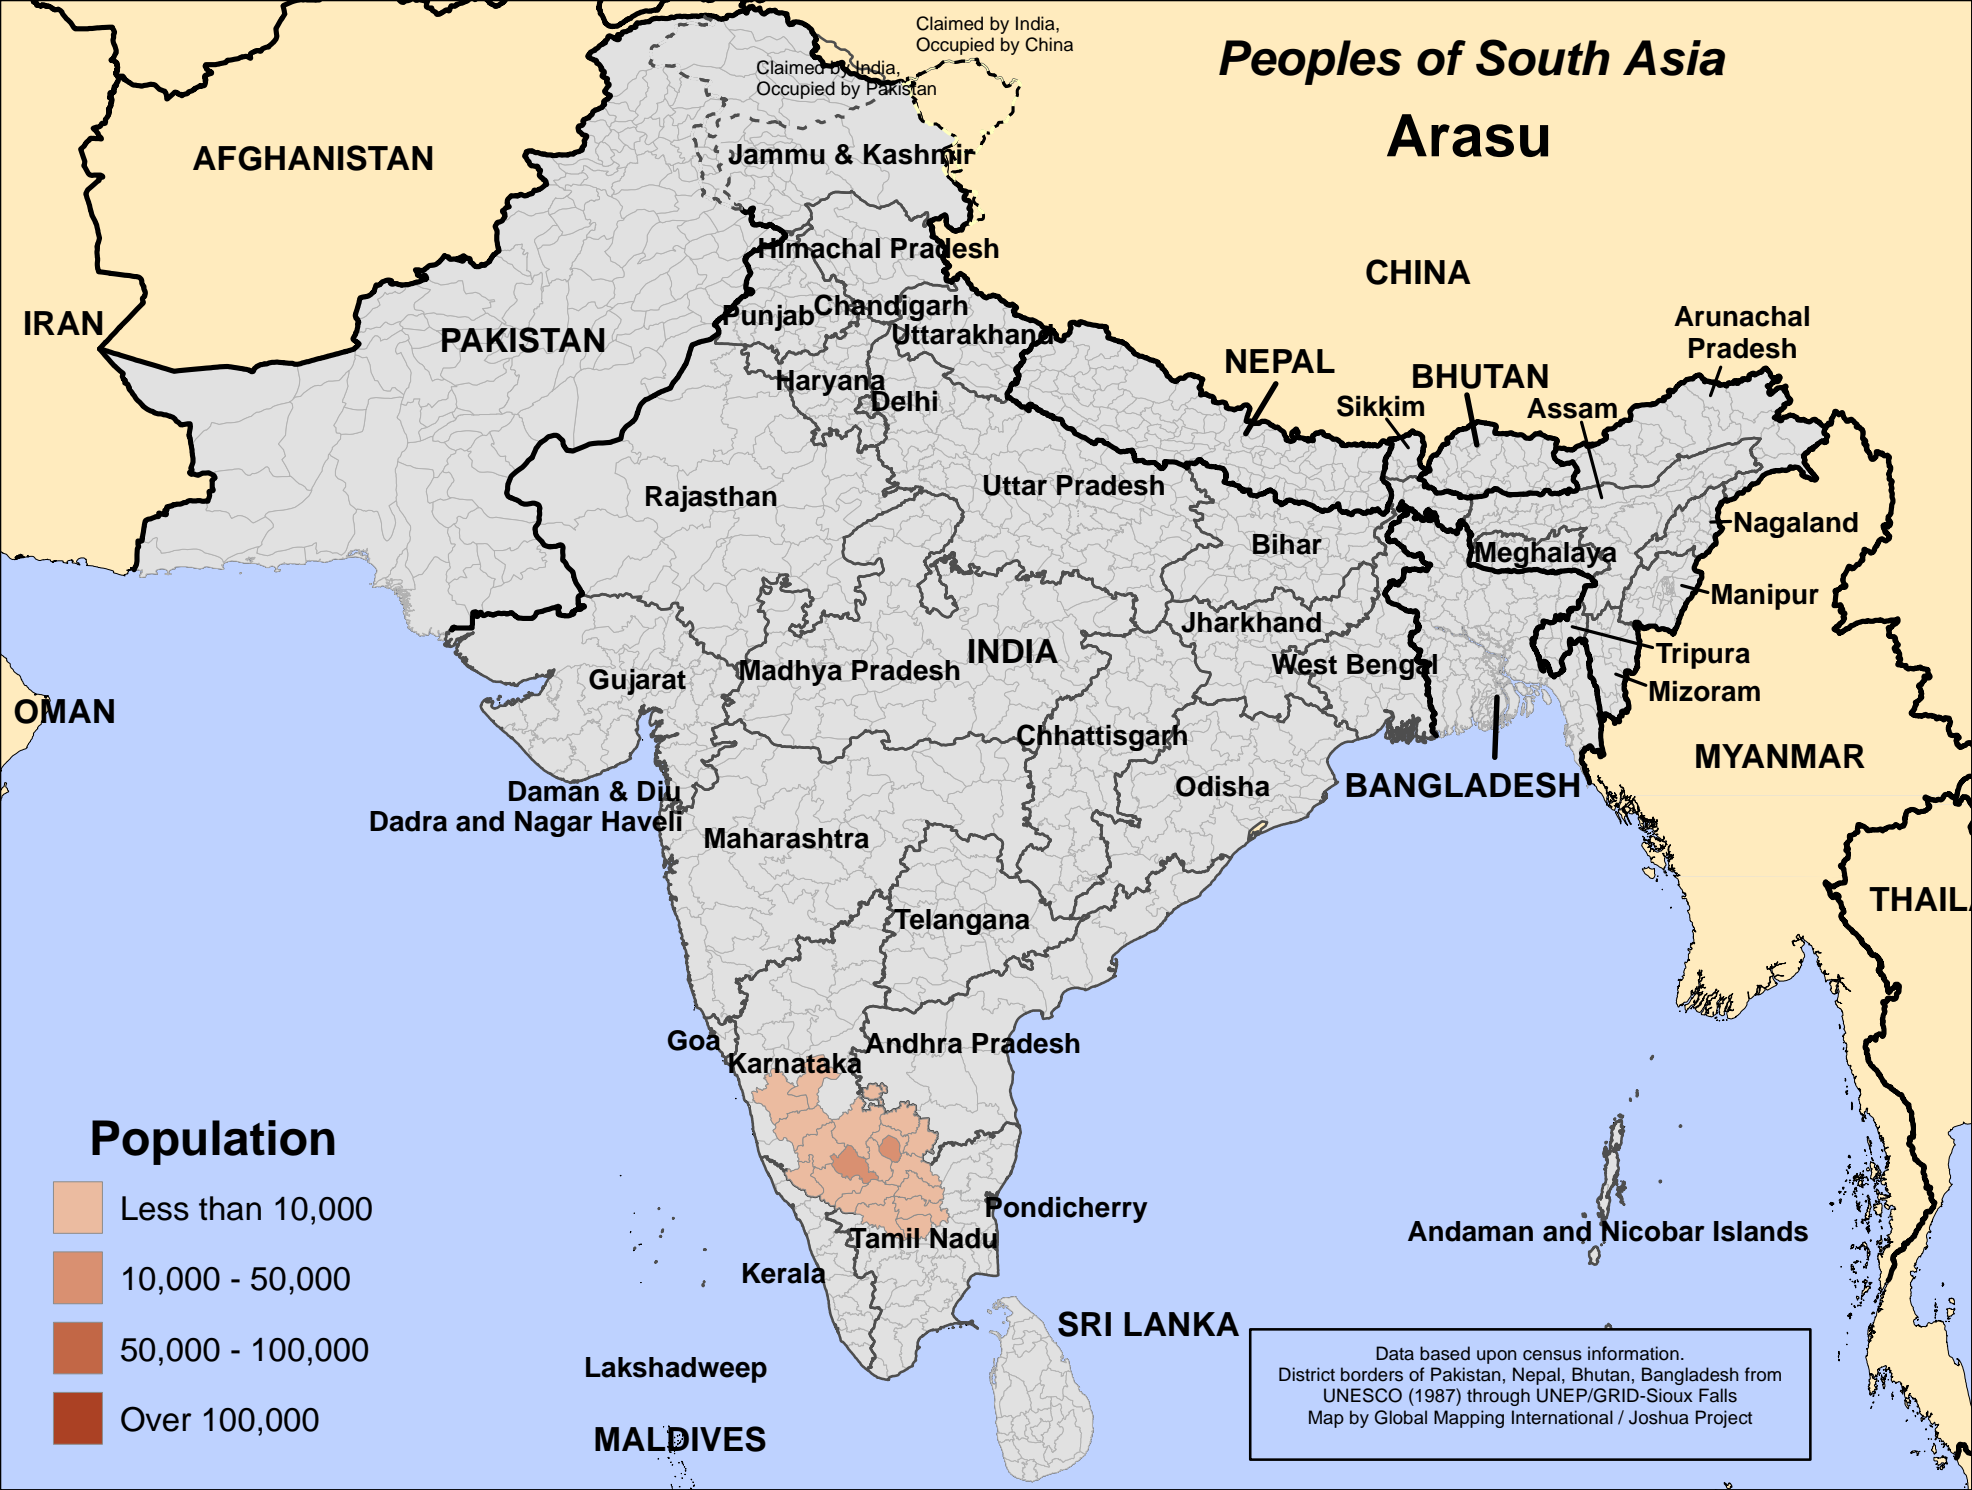 Claimed by India,
Occupied by China
Peoples of South Asia
Claimed by India,
Occupied by Pakistan
Arasu
AFGHANISTAN
Jammu & Kashmir
Himachal Pradesh
CHINA
IRAN
PAKISTAN
Punjab
Chandigarh
Uttarakhand
Arunachal
Pradesh
NEPAL
BHUTAN
Haryana
Delhi
Sikkim
Assam
Rajasthan
Uttar Pradesh
Nagaland
Bihar
Meghalaya
Manipur
Jharkhand
INDIA
Tripura
West Bengal
Madhya Pradesh
Gujarat
Mizoram
OMAN
Chhattisgarh
MYANMAR
Odisha
BANGLADESH
Daman & Diu
Dadra and Nagar Haveli
Maharashtra
THAILA
Telangana
Goa
Andhra Pradesh
Karnataka
Population
Less than 10,000
10,000 - 50,000
50,000 - 100,000
Over 100,000
Pondicherry
Andaman and Nicobar Islands
Tamil Nadu
Kerala
SRI LANKA
Lakshadweep
MALDIVES
Data based upon census information.
District borders of Pakistan, Nepal, Bhutan, Bangladesh from
UNESCO (1987) through UNEP/GRID-Sioux Falls
Map by Global Mapping International / Joshua Project